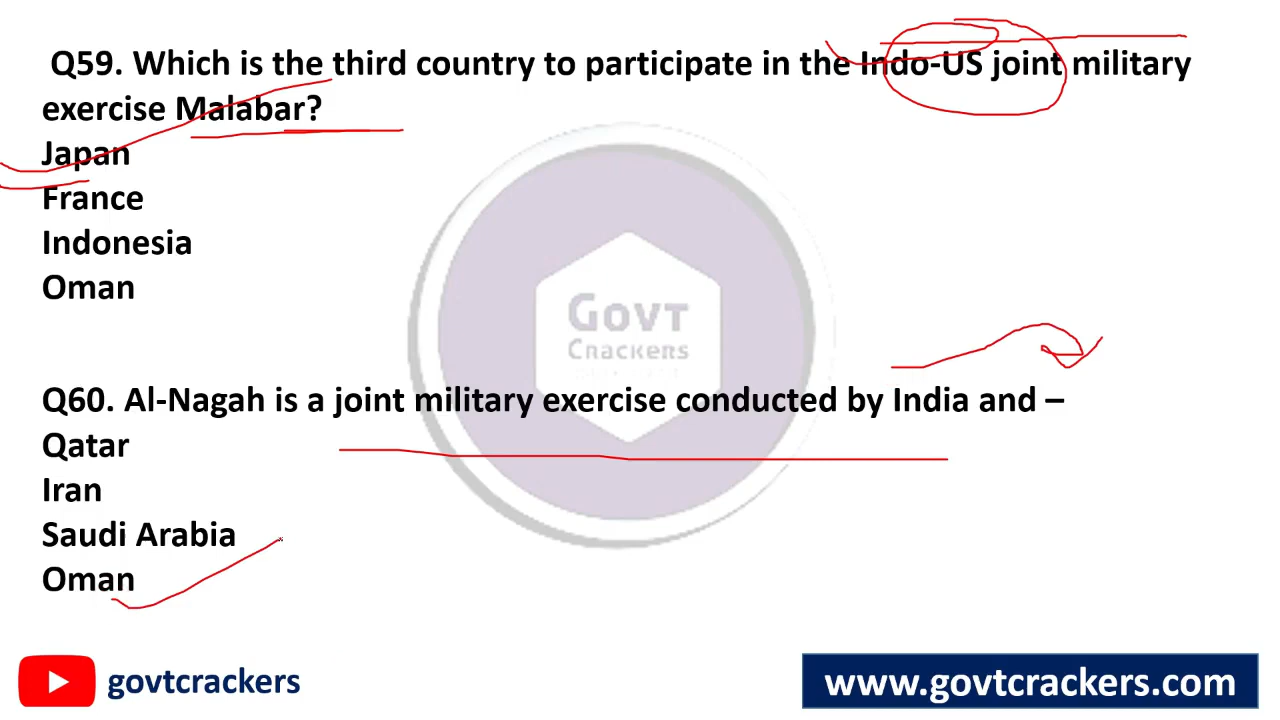 Q59. Which is the third country to participate in the Indo-US joint military
exercise Malabar?
Japan
France
Indonesia
Oman
GOVT
CRACKERS
Q60. Al-Nagah is a joint military exercise conducted by India and –
Qatar
Iran
Saudi Arabia
Oman
govtcrackers
www.govtcrackers.com